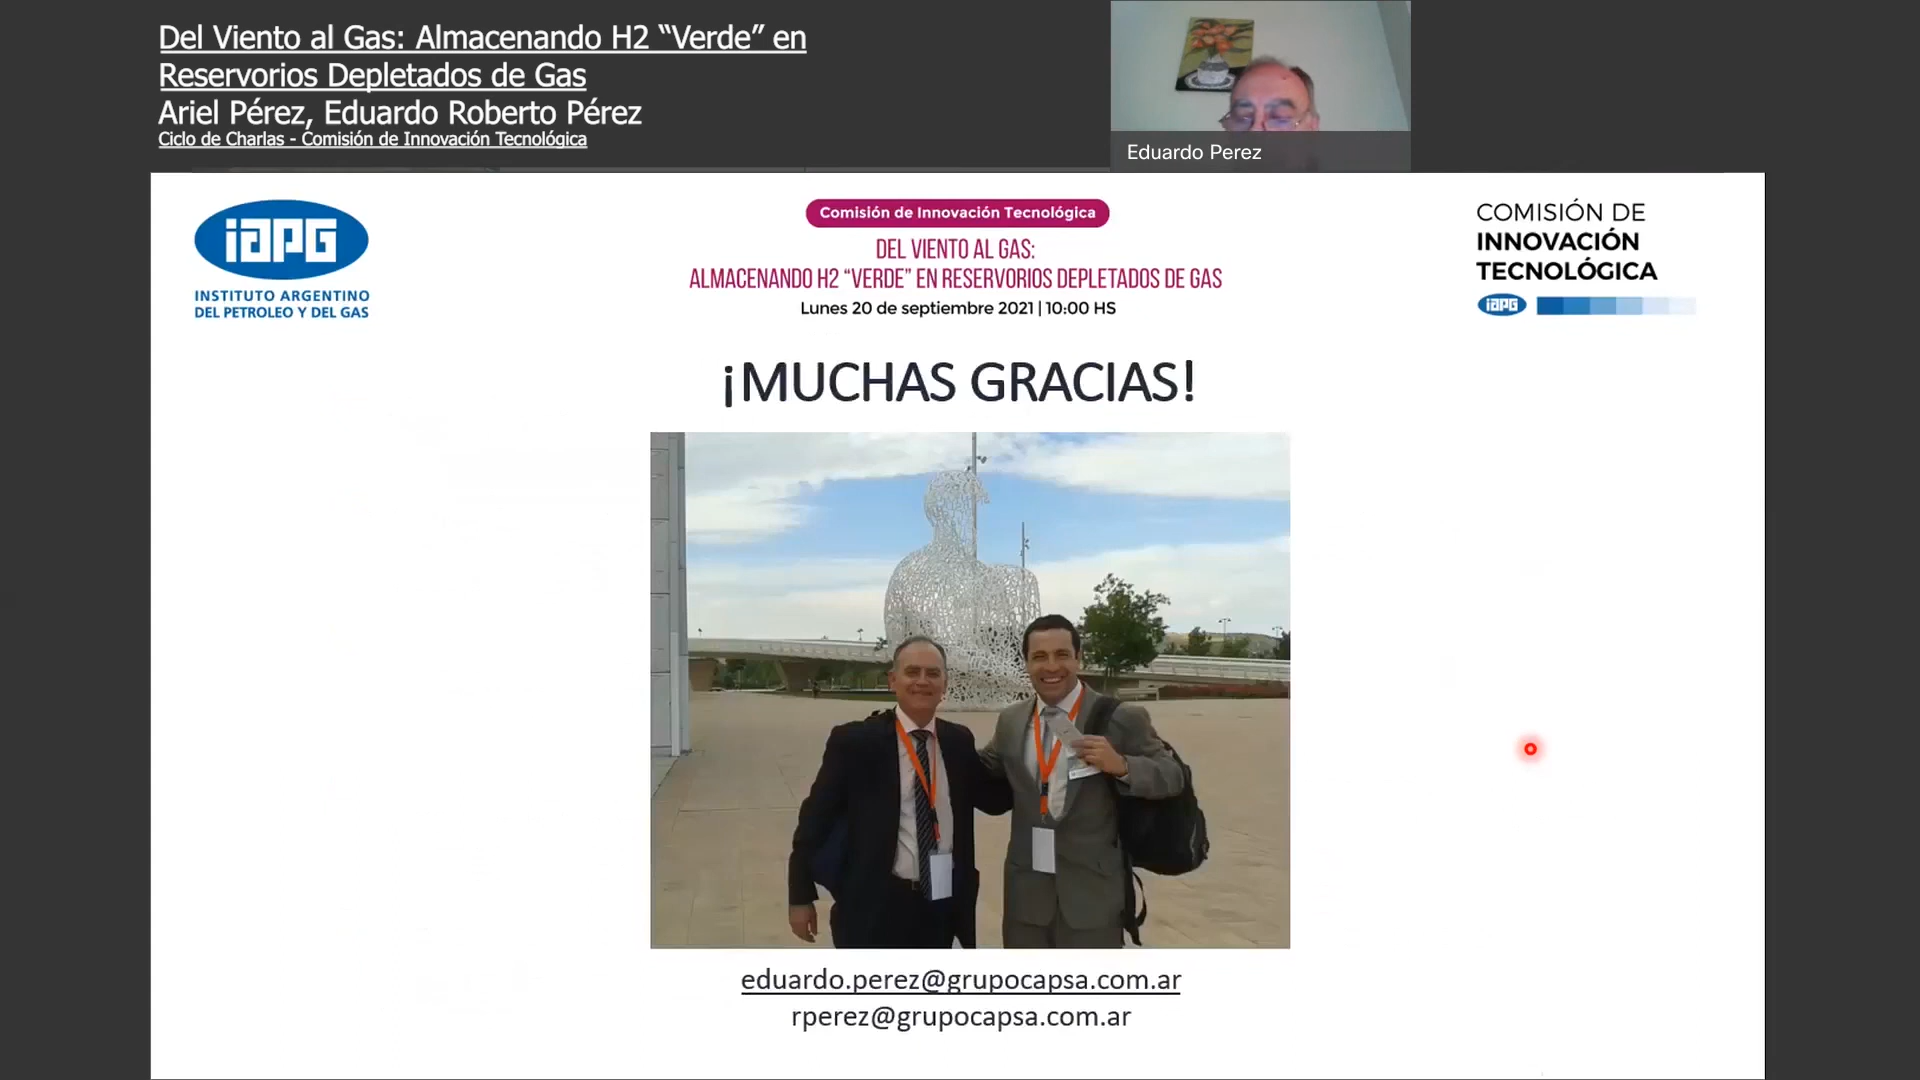 Del Viento al Gas: Almacenando H2 “Verde” en
Reservorios Depletados de Gas
Ariel Pérez, Eduardo Roberto Pérez
Ciclo de Charlas - Comisión de Innovación Tecnológica
Eduardo Perez
iapg
INSTITUTO ARGENTINO
DEL PETROLEO Y DEL GAS
Comisión de Innovación Tecnológica
DEL VIENTO AL GAS:
ALMACENANDO H2 “VERDE” EN RESERVORIOS DEPLETADOS DE GAS
Lunes 20 de septiembre 2021 | 10:00 HS
COMISIÓN DE
INNOVACIÓN
TECNOLÓGICA
iapg
¡MUCHAS GRACIAS!
eduardo.perez@grupocapsa.com.ar
rperez@grupocapsa.com.ar